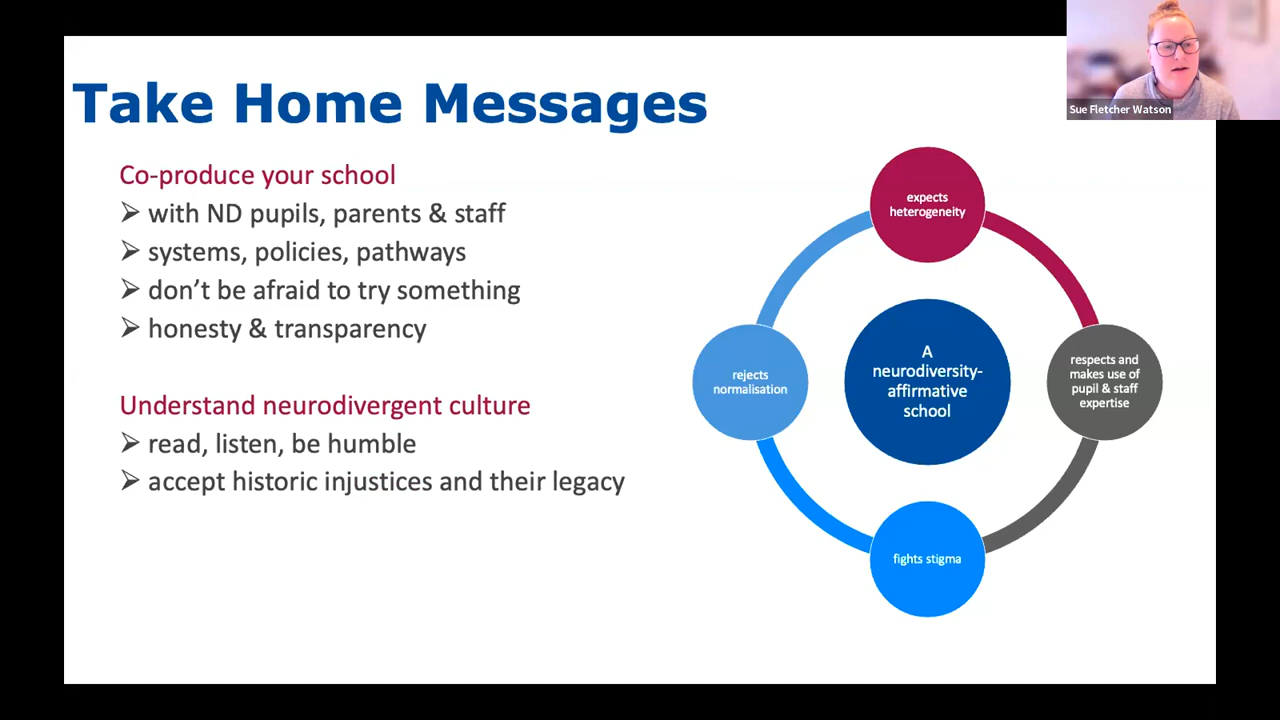 Take Home Messages
Sue Fletcher Watson
Co-produce your school
➢ with ND pupils, parents & staff
➢ systems, policies, pathways
➢ don’t be afraid to try something
➢ honesty & transparency
Understand neurodivergent culture
➢ read, listen, be humble
➢ accept historic injustices and their legacy
expects
heterogeneity
respects and
makes use of
pupil & staff
expertise
fights stigma
rejects
normalisation
A
neurodiversity-
affirmative
school